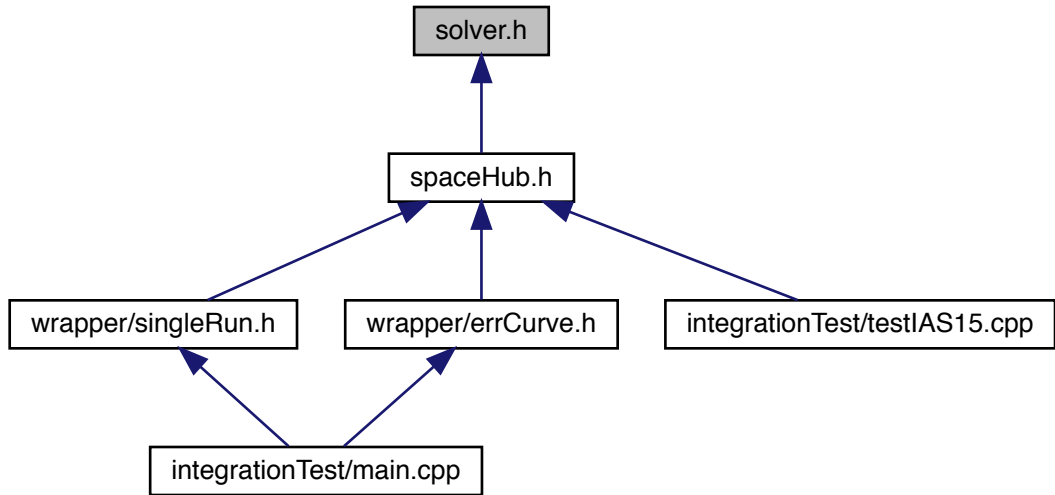 solver.h
spaceHub.h
wrapper/singleRun.h
wrapper/errCurve.h
integrationTest/testIAS15.cpp
integrationTest/main.cpp